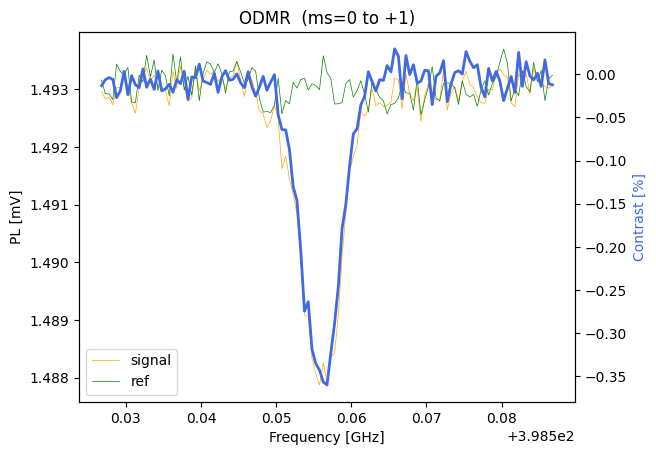 ODMR (ms=0 to +1)
PL [mV]
1.493
1.492
1.491
1.490
1.489
1.488
0.00
−0.05
−0.10
−0.15
−0.20
−0.25
−0.30
−0.35
Contrast [%]
signal
ref
0.03 0.04 0.05 0.06 0.07 0.08
Frequency [GHz]
+3.985e2